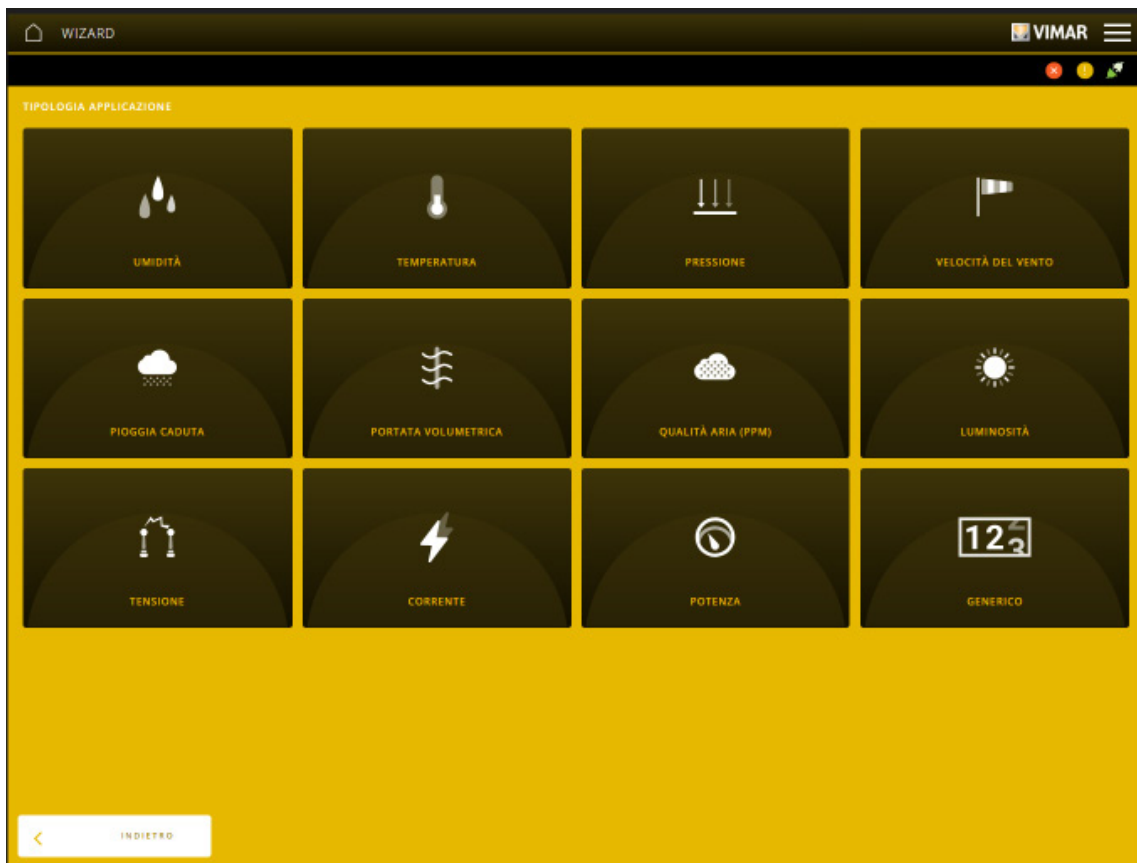 WIZARD
VIMAR
TIPOLOGIA APPLICAZIONE
UMIDITÀ
TEMPERATURA
PRESSIONE
VELOCITÀ DEL VENTO
PIOGGIA CADUTA
PORTATA VOLUMETRICA
QUALITÀ ARIA (PPM)
LUMINOSITÀ
TENSIONE
CORRENTE
POTENZA
123
GENERICO
INDIETRO